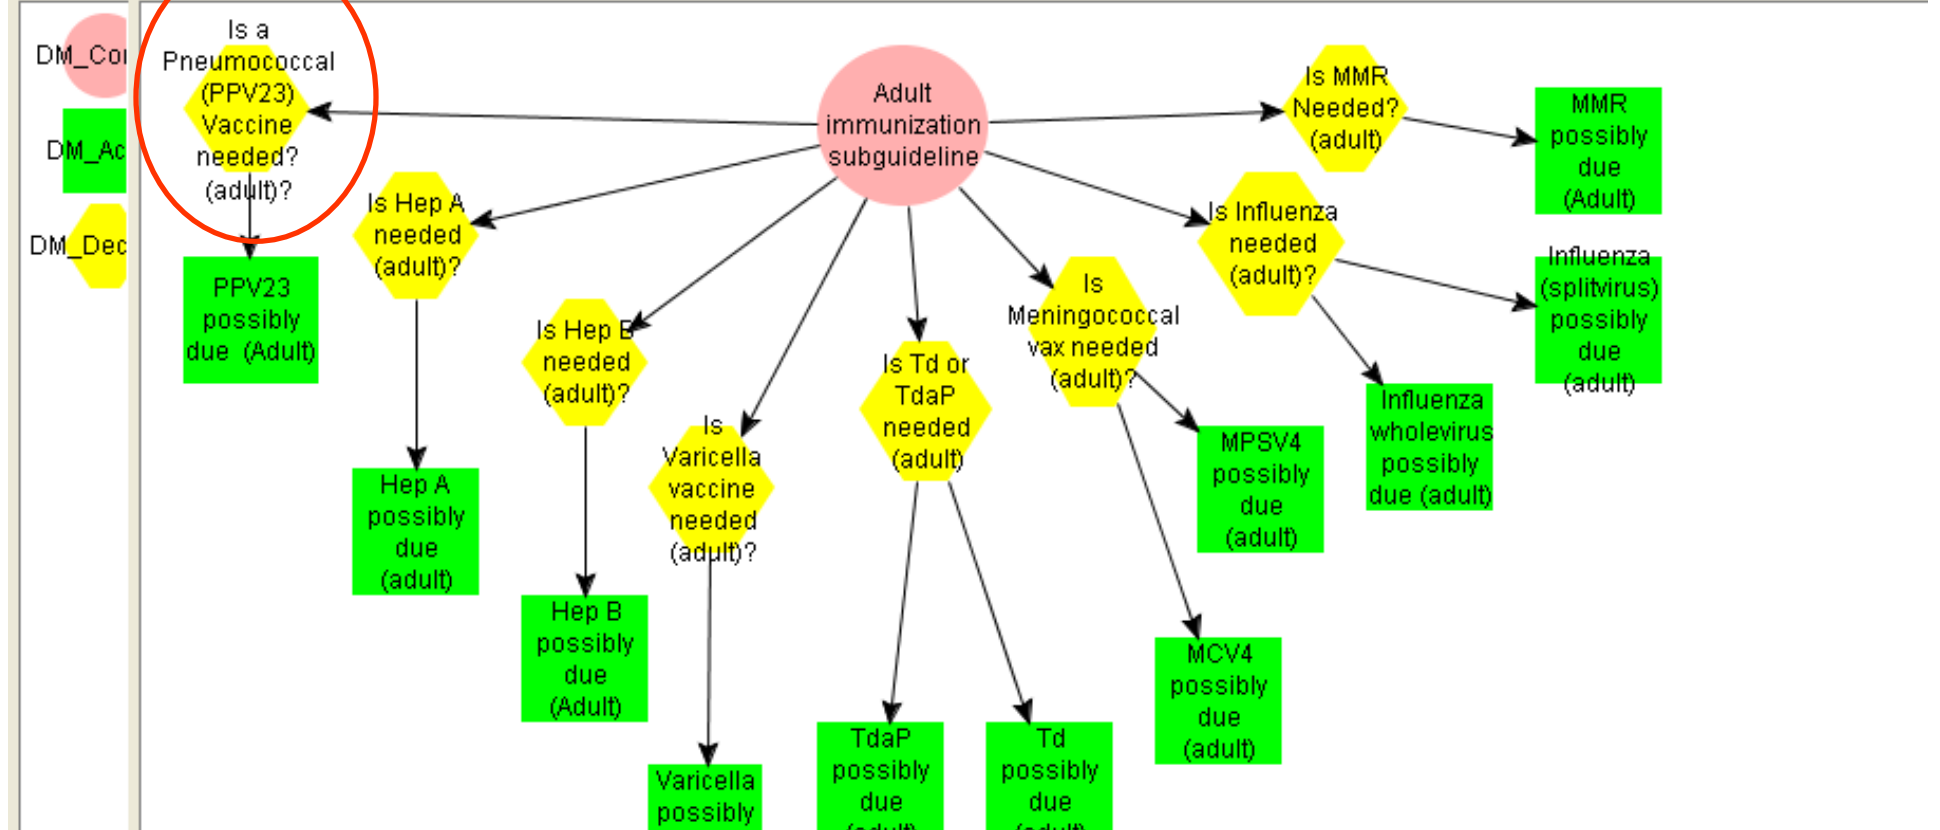 DM_Cor
DM_Ac
DM_Dec
Is a
Pneumococcal
(PPV23)
Vaccine
needed?
(adult)?
PPV23
possibly
due (Adult)
Is Hep A
needed
(adult)?
Hep A
possibly
due
(adult)
Is Hep B
needed
(adult)?
Hep B
possibly
due
(Adult)
Is
Varicella
vaccine
needed
(adult)?
Varicella
possibly
Adult
immunization
subguideline
Is Td or
TdaP
needed
(adult)
TdaP
possibly
due
(adult)
Td
possibly
due
(adult)
Is
Meningococcal
vax needed
(adult)?
MPSV4
possibly
due
(adult)
MCV4
possibly
due
(adult)
Is Influenza
needed
(adult)?
Influenza
wholevirus
possibly
due (adult)
Influenza
(splitvirus)
possibly
due
(adult)
Is MMR
Needed?
(adult)
MMR
possibly
due
(Adult)